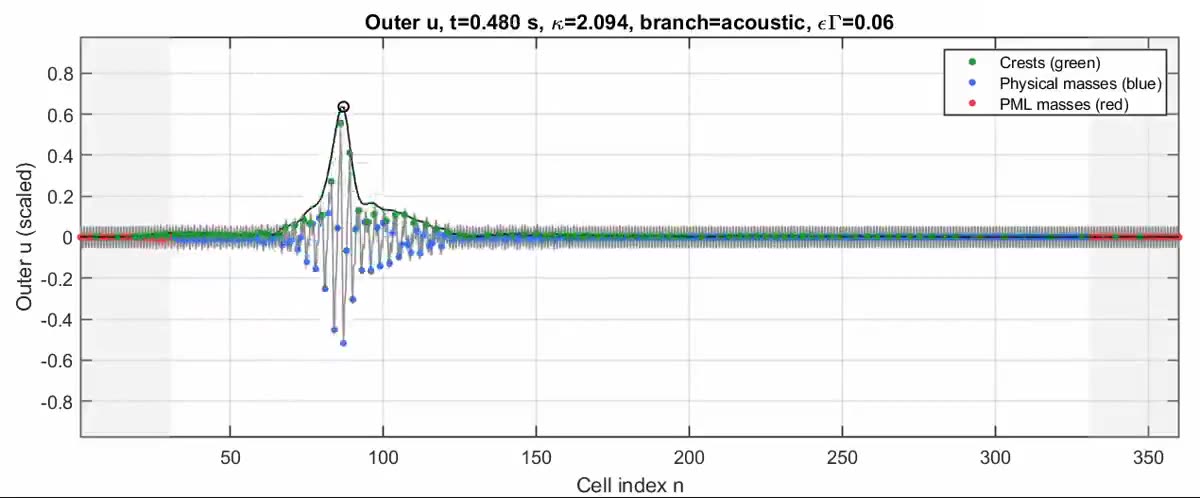 Outer u, t=0.480 s, κ=2.094, branch=acoustic, ϵΓ=0.06
Crests (green)
Physical masses (blue)
PML masses (red)
Outer u (scaled)
0.8
0.6
0.4
0.2
0
-0.2
-0.4
-0.6
-0.8
50
100
150
200
250
300
350
Cell index n